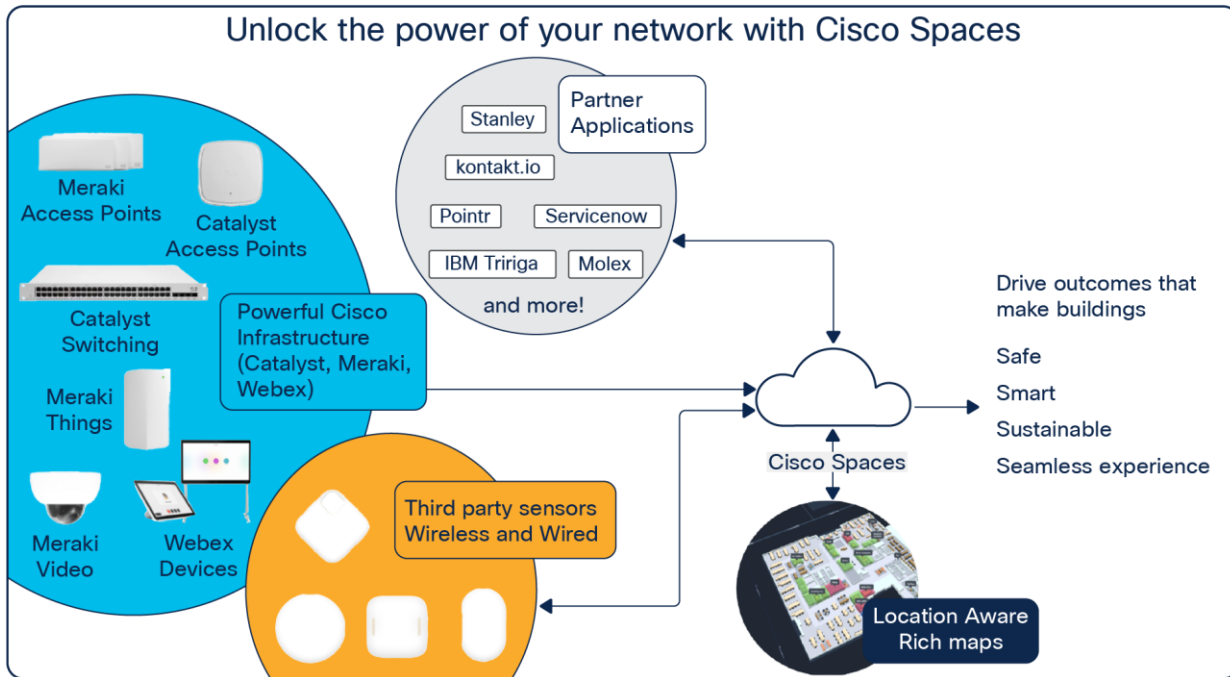 Unlock the power of your network with Cisco Spaces
Meraki
Access Points
Catalyst
Access Points
Catalyst
Switching
Meraki
Things
Meraki
Video
Webex
Devices
Powerful Cisco
Infrastructure
(Catalyst, Meraki,
Webex)
Partner
Applications
Stanley
kontakt.io
Pointr
Servicenow
IBM Tririga
Molex
and more!
Third party sensors
Wireless and Wired
Cisco Spaces
Location Aware
Rich maps
Drive outcomes that
make buildings
Safe
Smart
Sustainable
Seamless experience